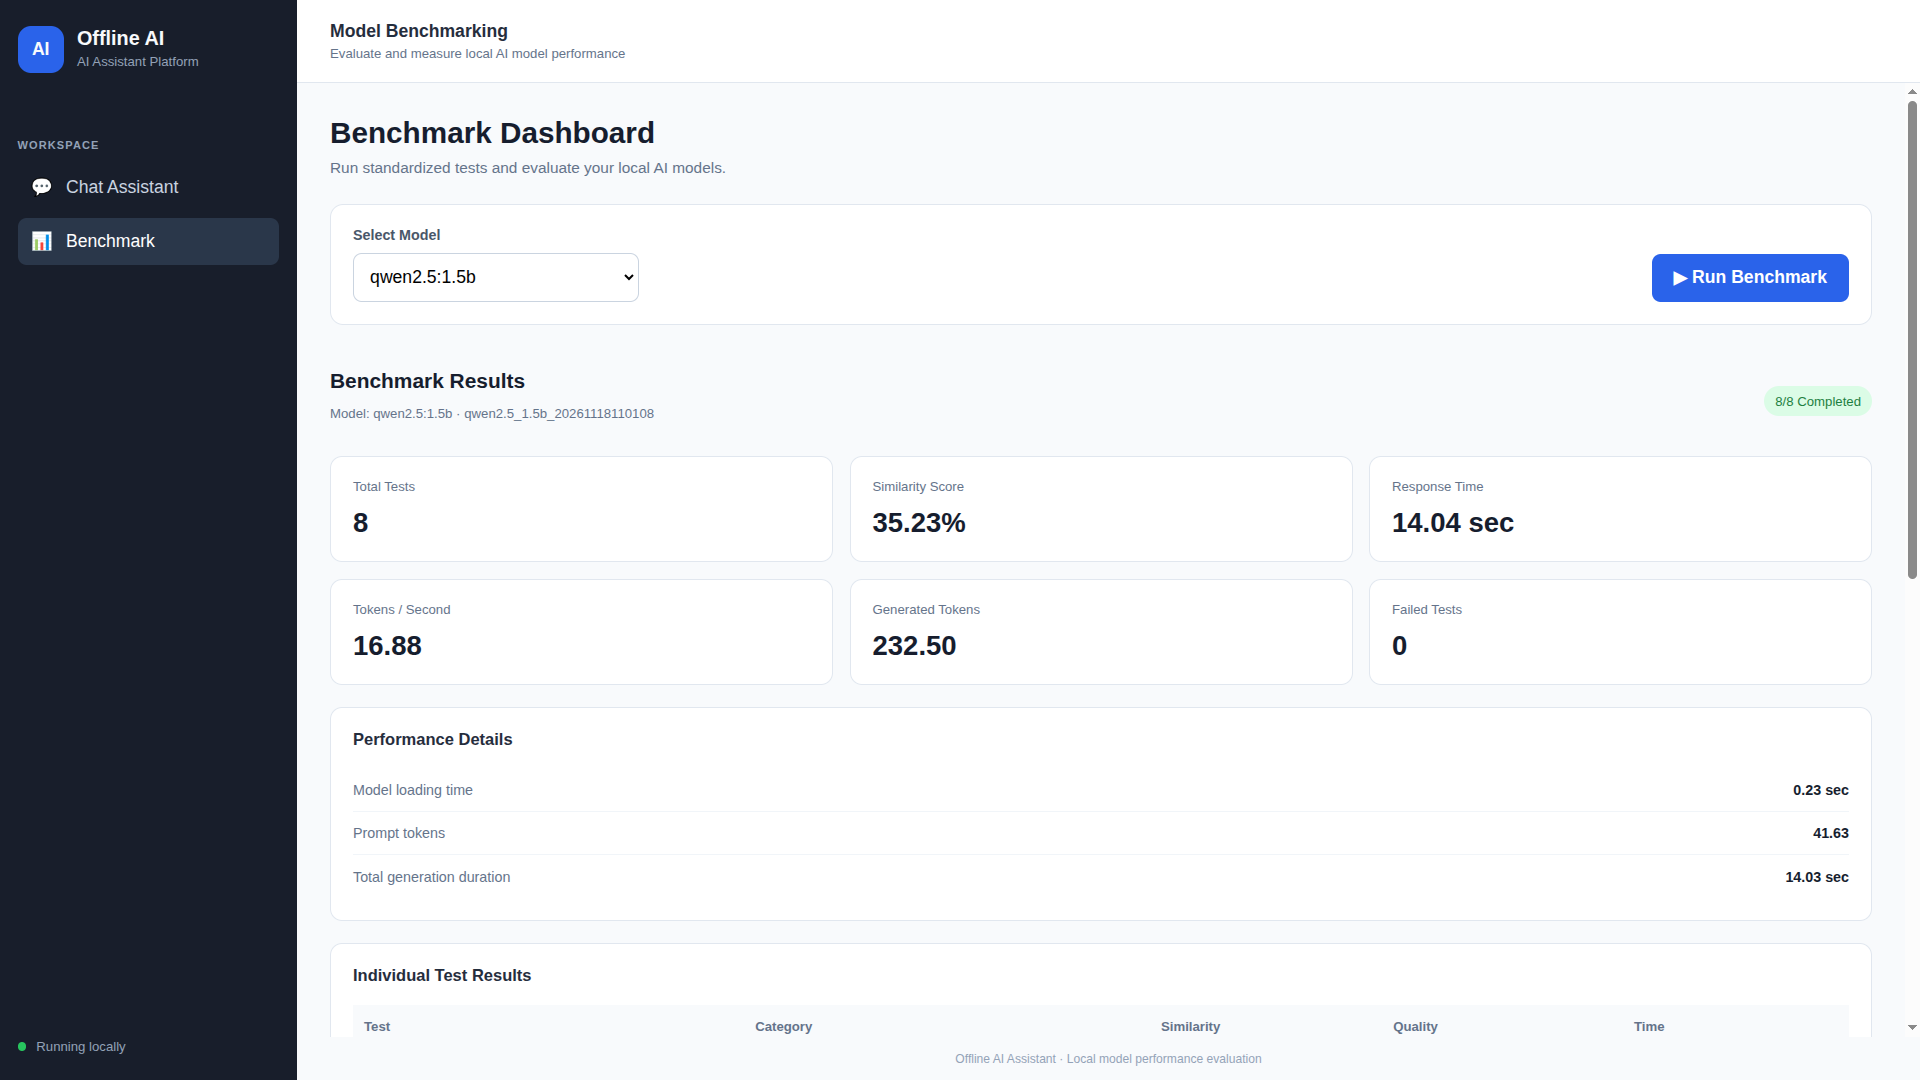 AI
Offline AI
AI Assistant Platform
WORKSPACE
💬 Chat Assistant
📊 Benchmark
Running locally
Model Benchmarking
Evaluate and measure local AI model performance
Benchmark Dashboard
Run standardized tests and evaluate your local AI models.
Select Model
qwen2.5:1.5b
▶ Run Benchmark
Benchmark Results
Model: qwen2.5:1.5b · qwen2.5_1.5b_20261118110108
8/8 Completed
Total Tests
8
Similarity Score
35.23%
Response Time
14.04 sec
Tokens / Second
16.88
Generated Tokens
232.50
Failed Tests
0
Performance Details
Model loading time 0.23 sec
Prompt tokens 41.63
Total generation duration 14.03 sec
Individual Test Results
Test Category Similarity Quality Time
Offline AI Assistant · Local model performance evaluation